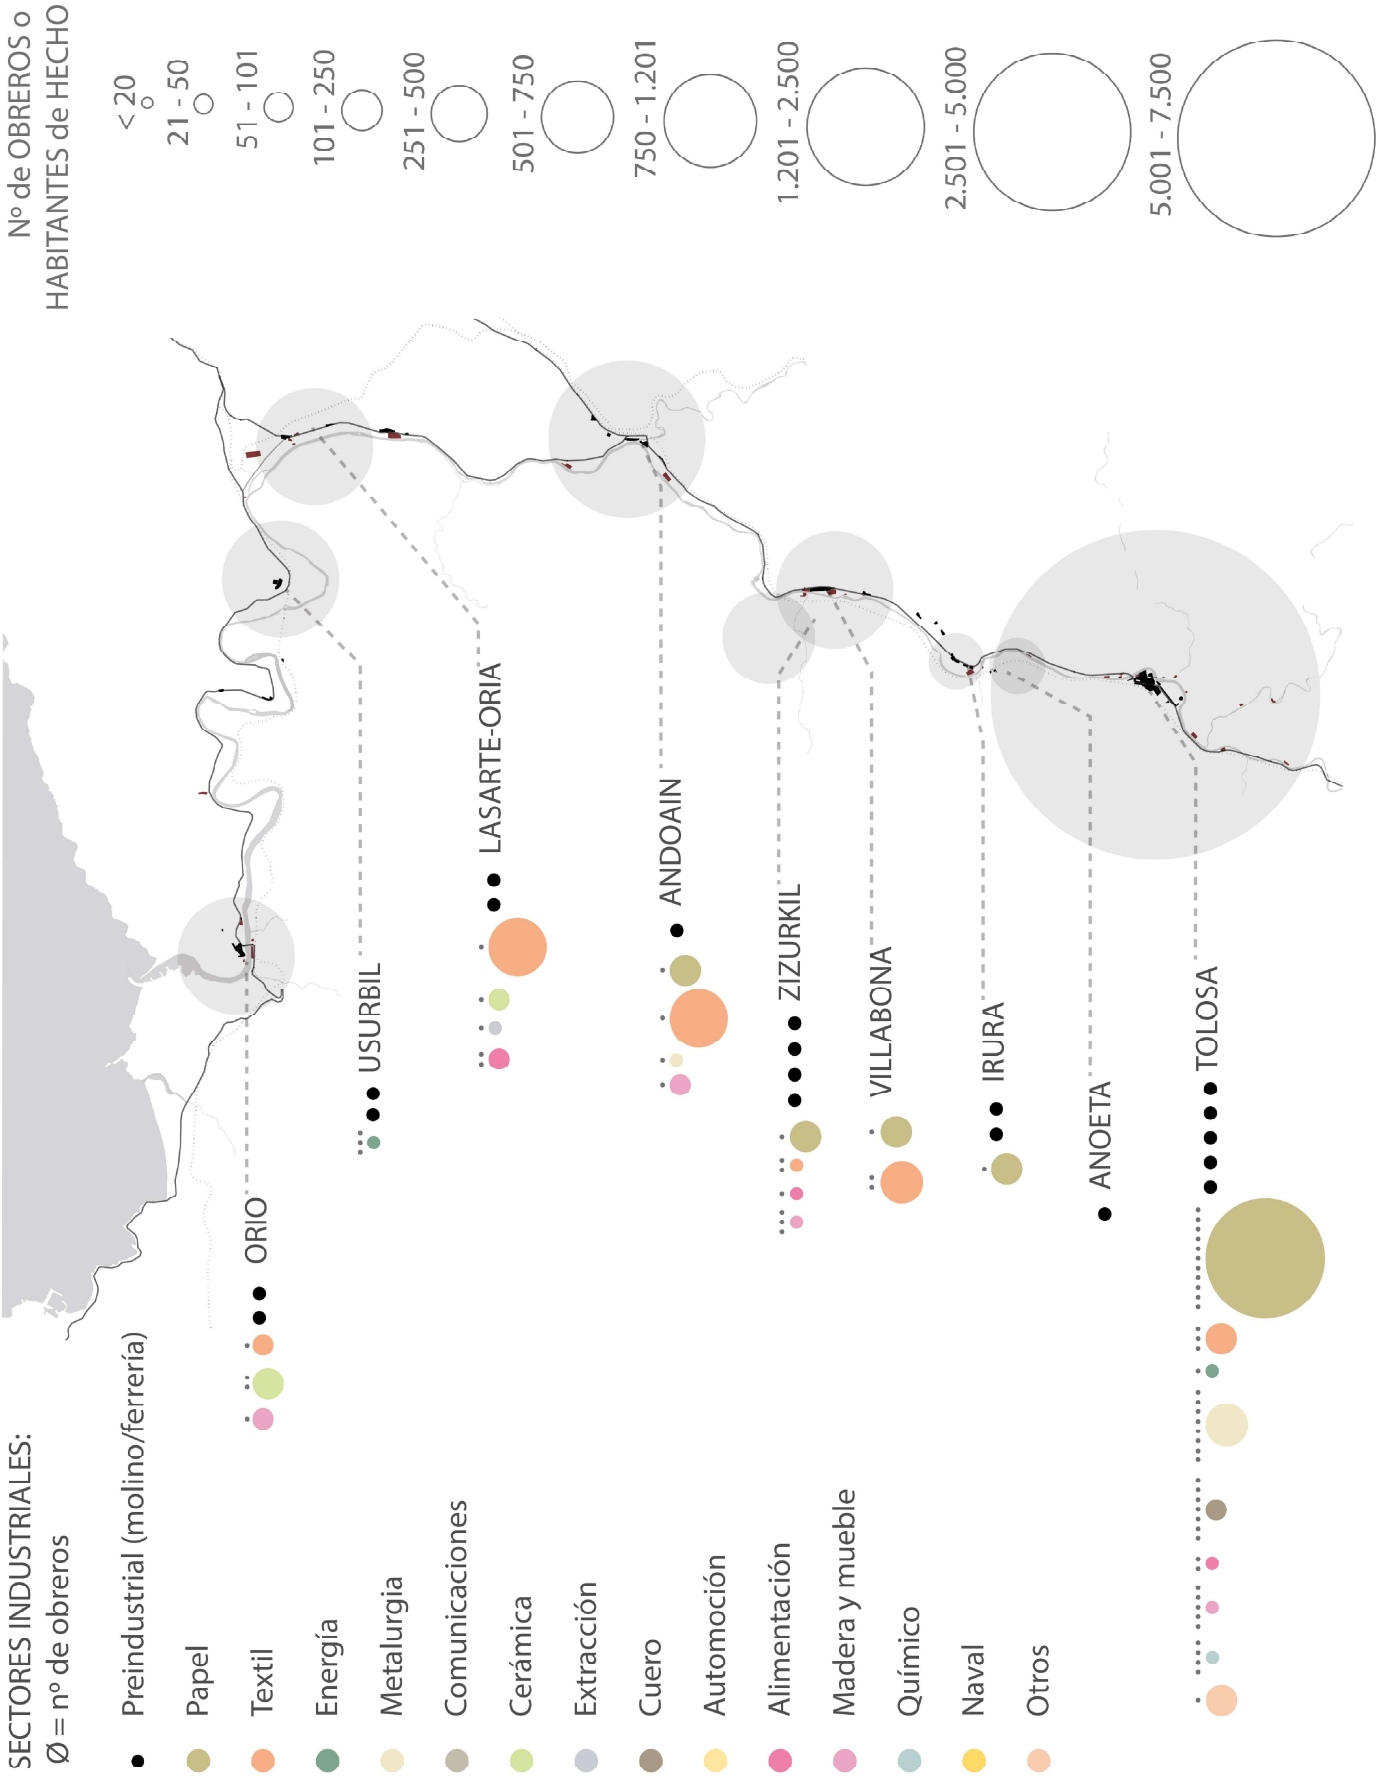 SECTORES INDUSTRIALES:
Ø = nº de obreros
Preindustrial (molino/ferrería)
Papel
Textil
Energía
Metalurgia
Comunicaciones
Cerámica
Extracción
Cuero
Automoción
Alimentación
Madera y mueble
Químico
Naval
Otros
ORIO
USURBIL
LASARTE-ORIA
ANDOAIN
ZIZURKIL
VILLABONA
IRURA
ANOETA
TOLOSA
Nº de OBREROS o
HABITANTES de HECHO
< 20
21 - 50
51 - 101
101 - 250
251 - 500
501 - 750
750 - 1.201
1.201 - 2.500
2.501 - 5.000
5.001 - 7.500